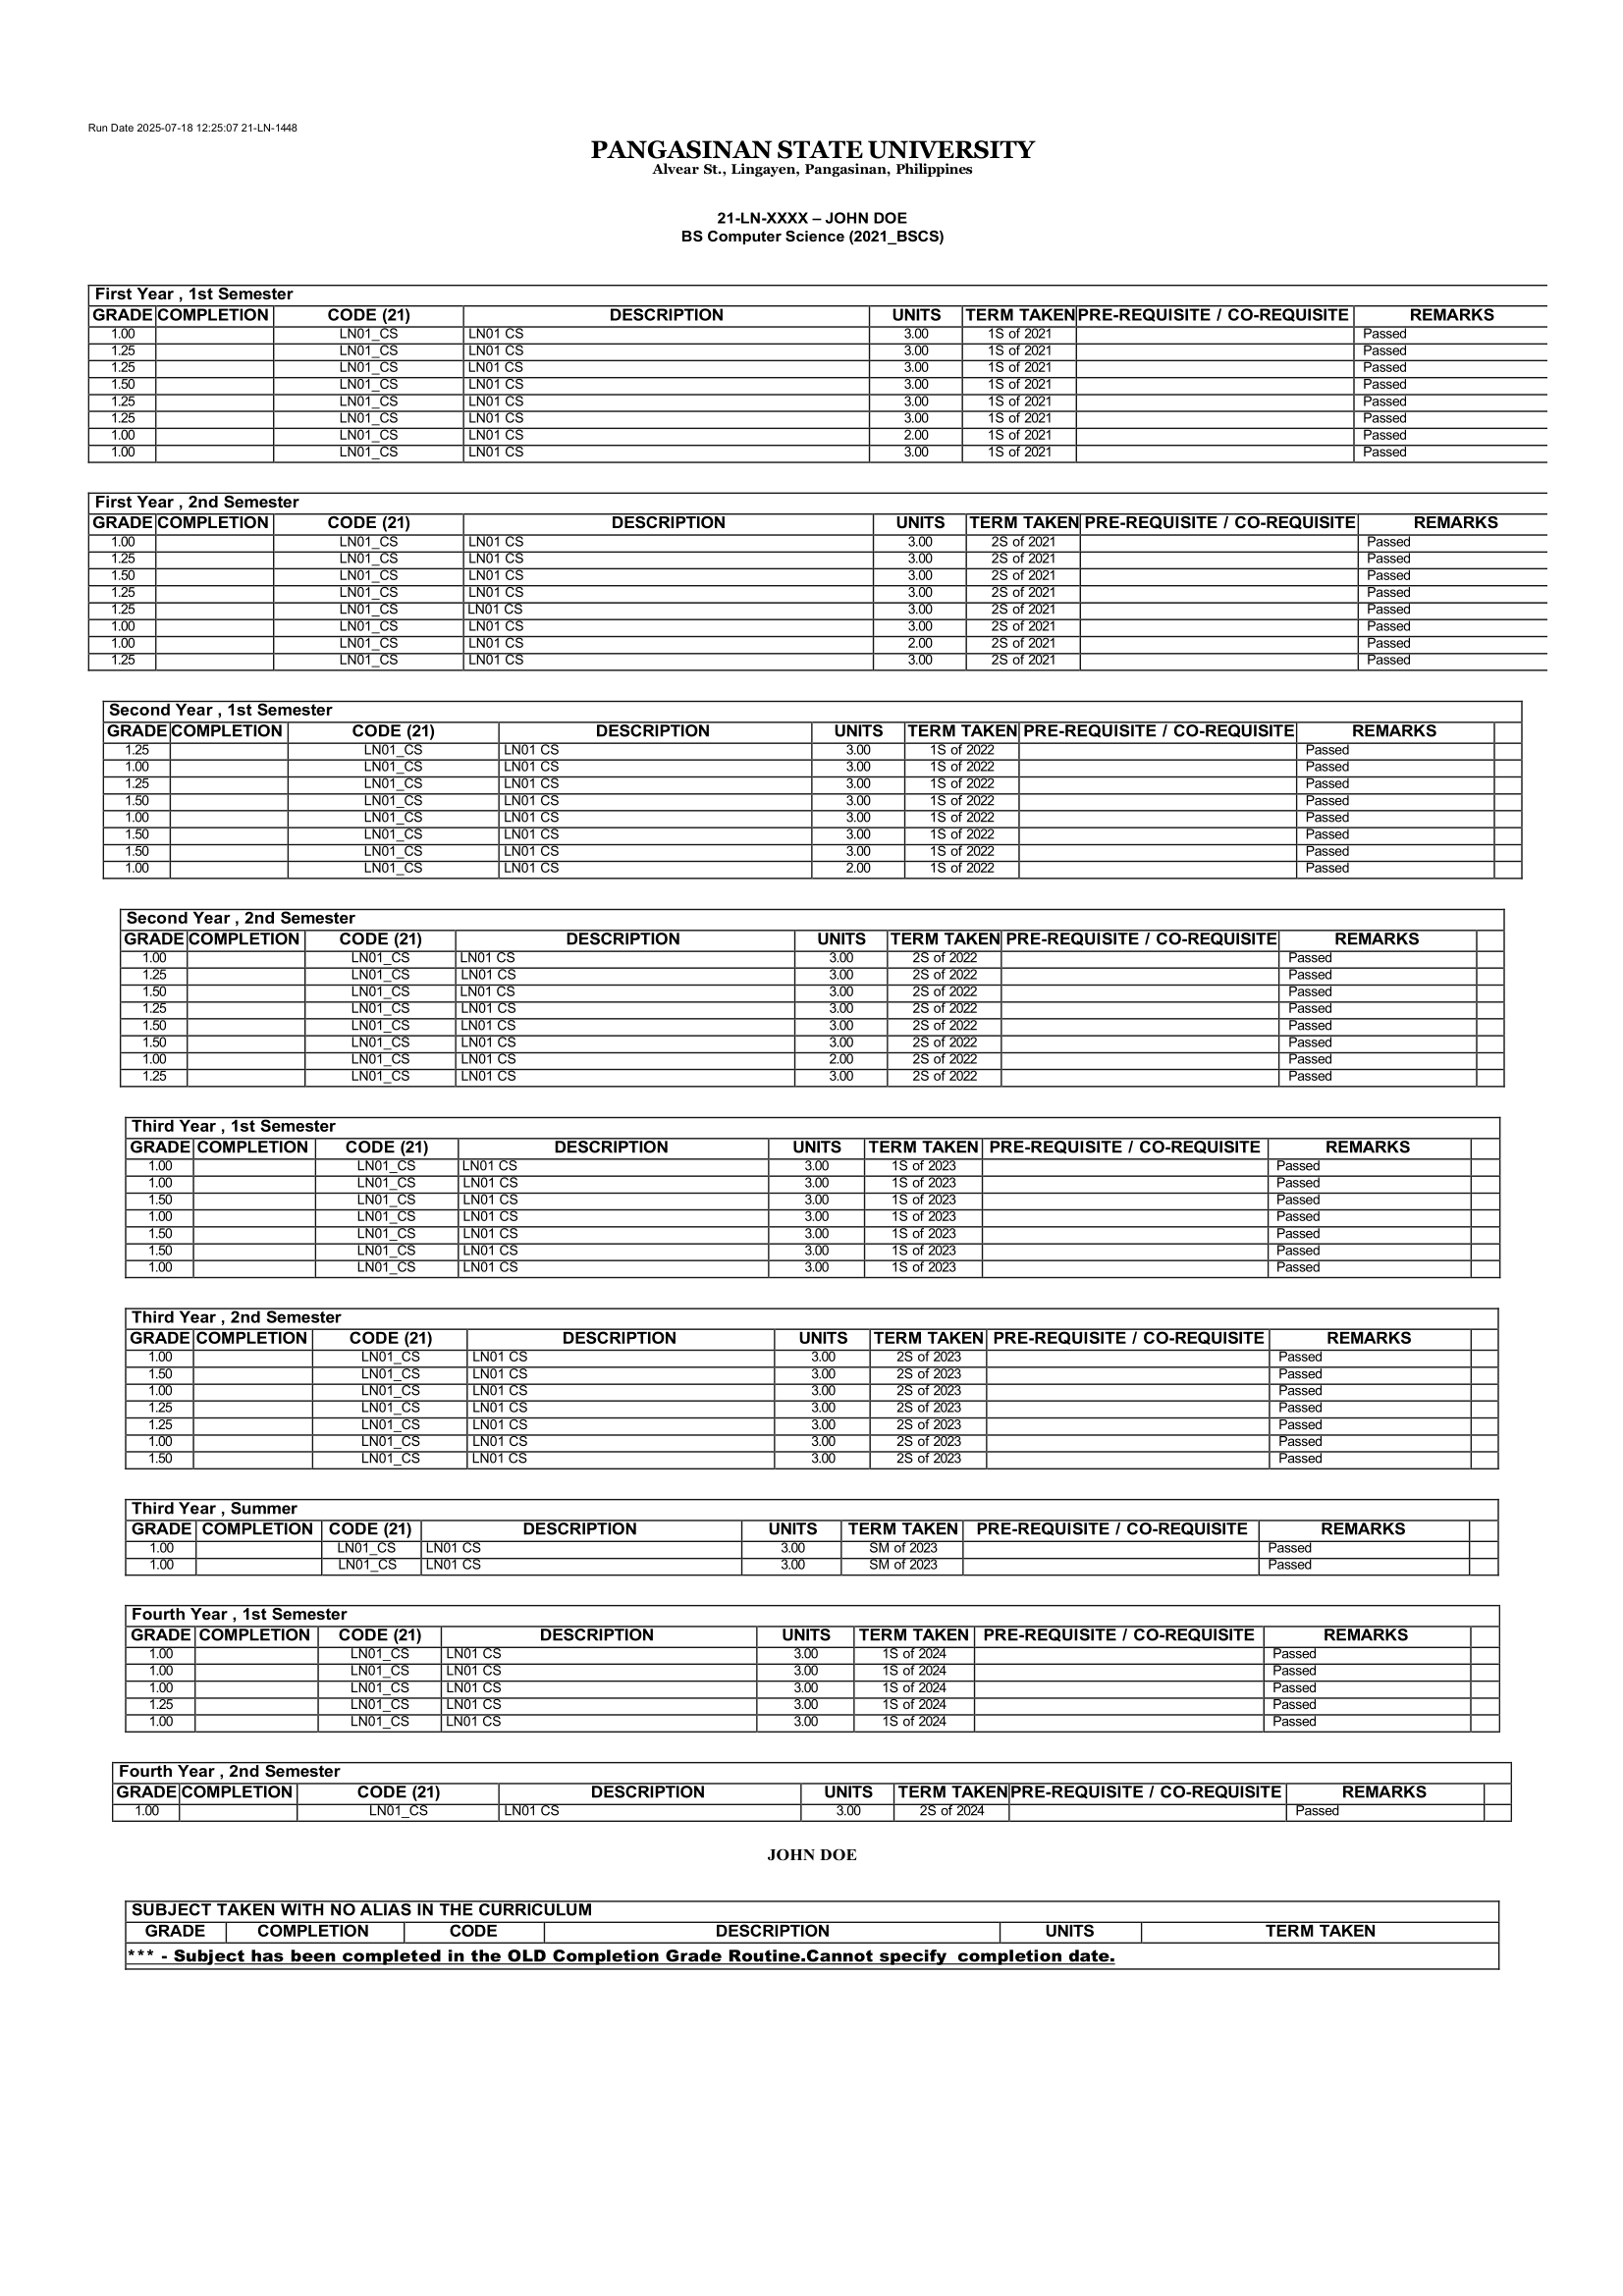 Run Date 2025-07-18 12:25:07 21-LN-1448
PANGASINAN STATE UNIVERSITY
Alvear St., Lingayen, Pangasinan, Philippines
21-LN-XXXX – JOHN DOE
BS Computer Science (2021_BSCS)
First Year , 1st Semester
GRADE COMPLETION CODE (21) DESCRIPTION UNITS TERM TAKEN PRE-REQUISITE / CO-REQUISITE REMARKS
1.00 LN01_CS LN01 CS 3.00 1S of 2021 Passed
1.25 LN01_CS LN01 CS 3.00 1S of 2021 Passed
1.25 LN01_CS LN01 CS 3.00 1S of 2021 Passed
1.50 LN01_CS LN01 CS 3.00 1S of 2021 Passed
1.25 LN01_CS LN01 CS 3.00 1S of 2021 Passed
1.25 LN01_CS LN01 CS 3.00 1S of 2021 Passed
1.00 LN01_CS LN01 CS 2.00 1S of 2021 Passed
1.00 LN01_CS LN01 CS 3.00 1S of 2021 Passed
First Year , 2nd Semester
GRADE COMPLETION CODE (21) DESCRIPTION UNITS TERM TAKEN PRE-REQUISITE / CO-REQUISITE REMARKS
1.00 LN01_CS LN01 CS 3.00 2S of 2021 Passed
1.25 LN01_CS LN01 CS 3.00 2S of 2021 Passed
1.50 LN01_CS LN01 CS 3.00 2S of 2021 Passed
1.25 LN01_CS LN01 CS 3.00 2S of 2021 Passed
1.25 LN01_CS LN01 CS 3.00 2S of 2021 Passed
1.00 LN01_CS LN01 CS 3.00 2S of 2021 Passed
1.00 LN01_CS LN01 CS 2.00 2S of 2021 Passed
1.25 LN01_CS LN01 CS 3.00 2S of 2021 Passed
Second Year , 1st Semester
GRADE COMPLETION CODE (21) DESCRIPTION UNITS TERM TAKEN PRE-REQUISITE / CO-REQUISITE REMARKS
1.25 LN01_CS LN01 CS 3.00 1S of 2022 Passed
1.00 LN01_CS LN01 CS 3.00 1S of 2022 Passed
1.25 LN01_CS LN01 CS 3.00 1S of 2022 Passed
1.50 LN01_CS LN01 CS 3.00 1S of 2022 Passed
1.00 LN01_CS LN01 CS 3.00 1S of 2022 Passed
1.50 LN01_CS LN01 CS 3.00 1S of 2022 Passed
1.50 LN01_CS LN01 CS 3.00 1S of 2022 Passed
1.00 LN01_CS LN01 CS 2.00 1S of 2022 Passed
Second Year , 2nd Semester
GRADE COMPLETION CODE (21) DESCRIPTION UNITS TERM TAKEN PRE-REQUISITE / CO-REQUISITE REMARKS
1.00 LN01_CS LN01 CS 3.00 2S of 2022 Passed
1.25 LN01_CS LN01 CS 3.00 2S of 2022 Passed
1.50 LN01_CS LN01 CS 3.00 2S of 2022 Passed
1.25 LN01_CS LN01 CS 3.00 2S of 2022 Passed
1.50 LN01_CS LN01 CS 3.00 2S of 2022 Passed
1.50 LN01_CS LN01 CS 3.00 2S of 2022 Passed
1.00 LN01_CS LN01 CS 2.00 2S of 2022 Passed
1.25 LN01_CS LN01 CS 3.00 2S of 2022 Passed
Third Year , 1st Semester
GRADE COMPLETION CODE (21) DESCRIPTION UNITS TERM TAKEN PRE-REQUISITE / CO-REQUISITE REMARKS
1.00 LN01_CS LN01 CS 3.00 1S of 2023 Passed
1.00 LN01_CS LN01 CS 3.00 1S of 2023 Passed
1.50 LN01_CS LN01 CS 3.00 1S of 2023 Passed
1.00 LN01_CS LN01 CS 3.00 1S of 2023 Passed
1.50 LN01_CS LN01 CS 3.00 1S of 2023 Passed
1.50 LN01_CS LN01 CS 3.00 1S of 2023 Passed
1.00 LN01_CS LN01 CS 3.00 1S of 2023 Passed
Third Year , 2nd Semester
GRADE COMPLETION CODE (21) DESCRIPTION UNITS TERM TAKEN PRE-REQUISITE / CO-REQUISITE REMARKS
1.00 LN01_CS LN01 CS 3.00 2S of 2023 Passed
1.50 LN01_CS LN01 CS 3.00 2S of 2023 Passed
1.00 LN01_CS LN01 CS 3.00 2S of 2023 Passed
1.25 LN01_CS LN01 CS 3.00 2S of 2023 Passed
1.25 LN01_CS LN01 CS 3.00 2S of 2023 Passed
1.00 LN01_CS LN01 CS 3.00 2S of 2023 Passed
1.50 LN01_CS LN01 CS 3.00 2S of 2023 Passed
Third Year , Summer
GRADE COMPLETION CODE (21) DESCRIPTION UNITS TERM TAKEN PRE-REQUISITE / CO-REQUISITE REMARKS
1.00 LN01_CS LN01 CS 3.00 SM of 2023 Passed
1.00 LN01_CS LN01 CS 3.00 SM of 2023 Passed
Fourth Year , 1st Semester
GRADE COMPLETION CODE (21) DESCRIPTION UNITS TERM TAKEN PRE-REQUISITE / CO-REQUISITE REMARKS
1.00 LN01_CS LN01 CS 3.00 1S of 2024 Passed
1.00 LN01_CS LN01 CS 3.00 1S of 2024 Passed
1.00 LN01_CS LN01 CS 3.00 1S of 2024 Passed
1.25 LN01_CS LN01 CS 3.00 1S of 2024 Passed
1.00 LN01_CS LN01 CS 3.00 1S of 2024 Passed
Fourth Year , 2nd Semester
GRADE COMPLETION CODE (21) DESCRIPTION UNITS TERM TAKEN PRE-REQUISITE / CO-REQUISITE REMARKS
1.00 LN01_CS LN01 CS 3.00 2S of 2024 Passed
JOHN DOE
SUBJECT TAKEN WITH NO ALIAS IN THE CURRICULUM
GRADE COMPLETION CODE DESCRIPTION UNITS TERM TAKEN
*** - Subject has been completed in the OLD Completion Grade Routine.Cannot specify completion date.